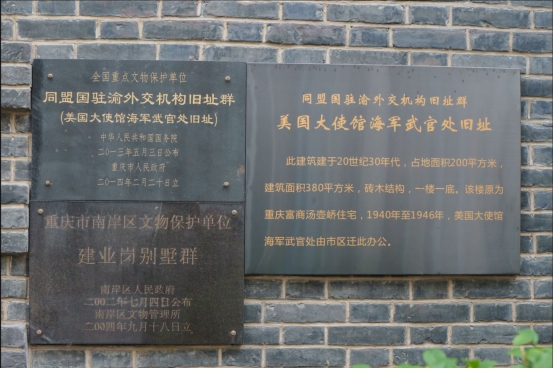 全国重点文物保护单位
同盟国驻渝外交机构旧址群
(美国大使馆海军武官处旧址)
中华人民共和国国务院
二〇一三年五月三日公布
重庆市人民政府
二〇一四年二月二十日立
重庆市南岸区文物保护单位
建业岗别墅群
南岸区人民政府
二〇〇二年七月四日公布
南岸区文物管理所
二〇〇四年九月十八日立
同盟国驻渝外交机构旧址群
美国大使馆海军武官处旧址
此建筑建于20世纪30年代，占地面积200平方米，
建筑面积380平方米，砖木结构，一楼一底。该楼原为
重庆富商汤壶峤住宅，1940年至1946年，美国大使馆
海军武官处由市区迁此办公。